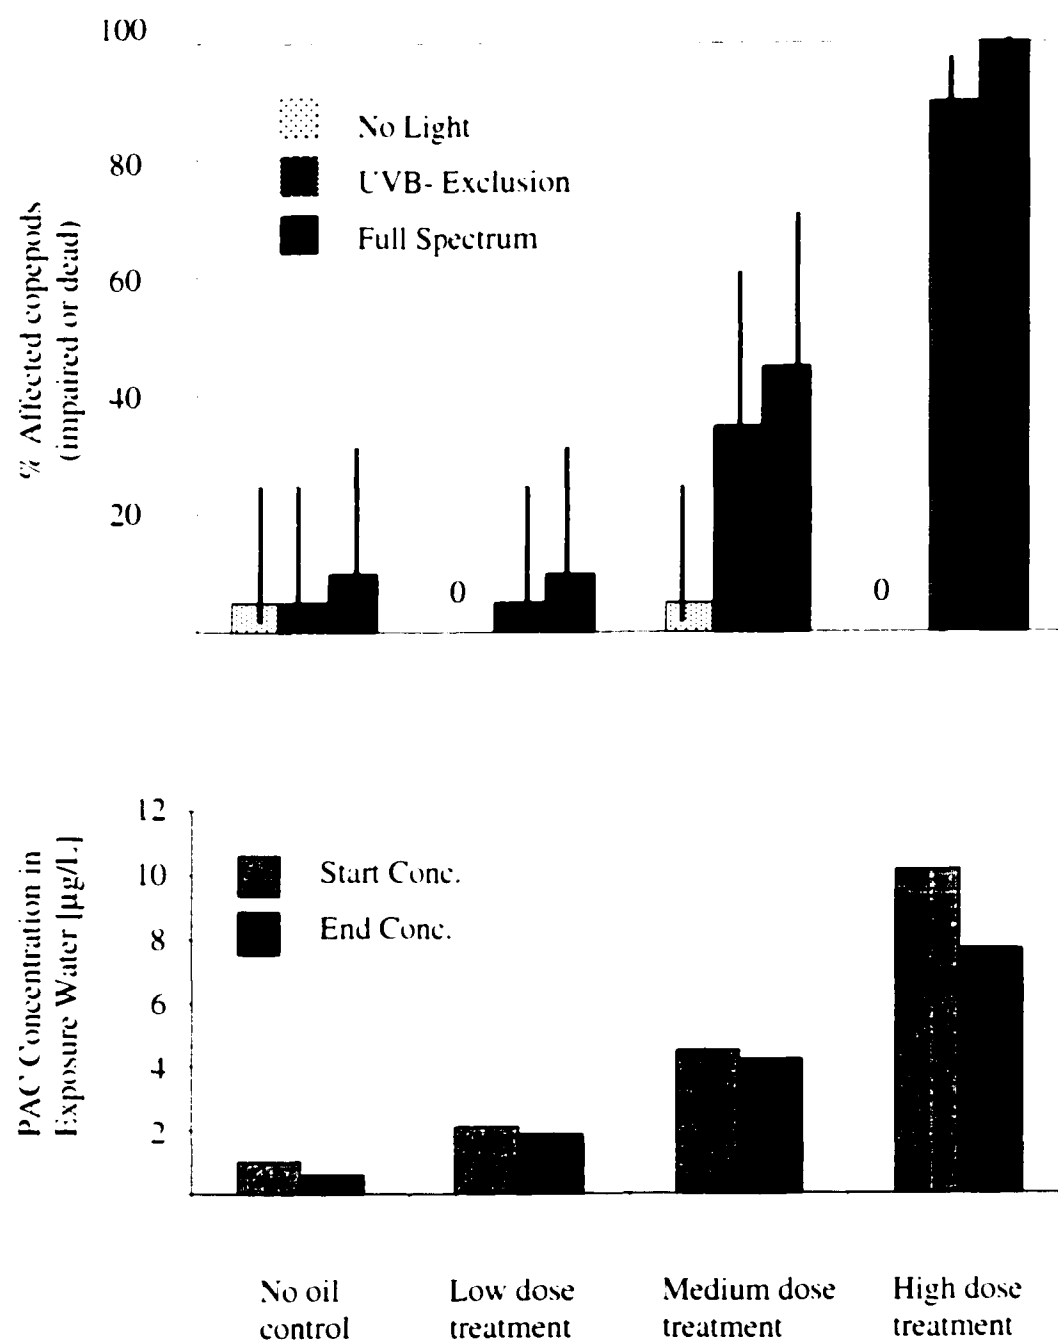 100
80
60
40
20
% Affected copepods
(impaired or dead)
No Light
UVB- Exclusion
Full Spectrum
0
0
12
10
8
6
4
2
PAC Concentration in
Exposure Water [µg/L]
Start Conc.
End Conc.
No oil
control
Low dose
treatment
Medium dose
treatment
High dose
treatment